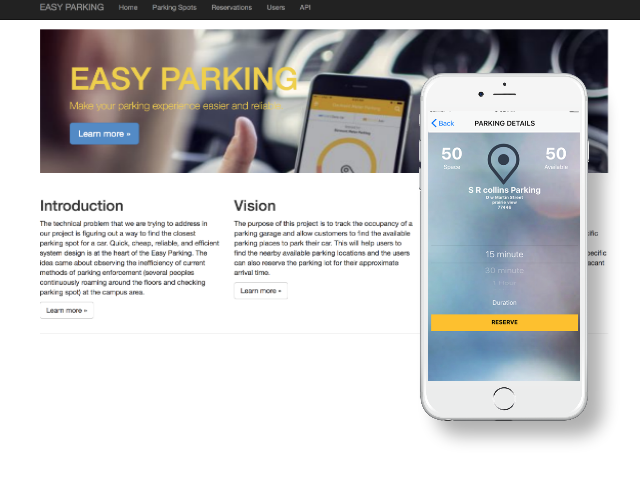 EASY PARKING Home Parking Spots Reservations Users API
EASY PARKING
Make your parking experience easier and reliable
Learn more »
Introduction
The technical problem that we are trying to address in
our project is figuring out a way to find the closest
parking spot for a car. Quick, cheap, reliable, and efficient
system design is at the heart of the Easy Parking. The
idea came about observing the inefficiency of current
methods of parking enforcement (several peoples
continuously roaming around the floors and checking
parking spot) at the campus area.
Learn more »
Vision
The purpose of this project is to track the occupancy of a
parking garage and allow customers to find the available
parking places to park their car. This will help users to
find the nearby available parking locations and the users
can also reserve the parking lot for their approximate
arrival time.
Learn more »
Back PARKING DETAILS
50 50
Space Available
S R collins Parking
prairie view
77446
15 minute
30 minute
Duration
RESERVE